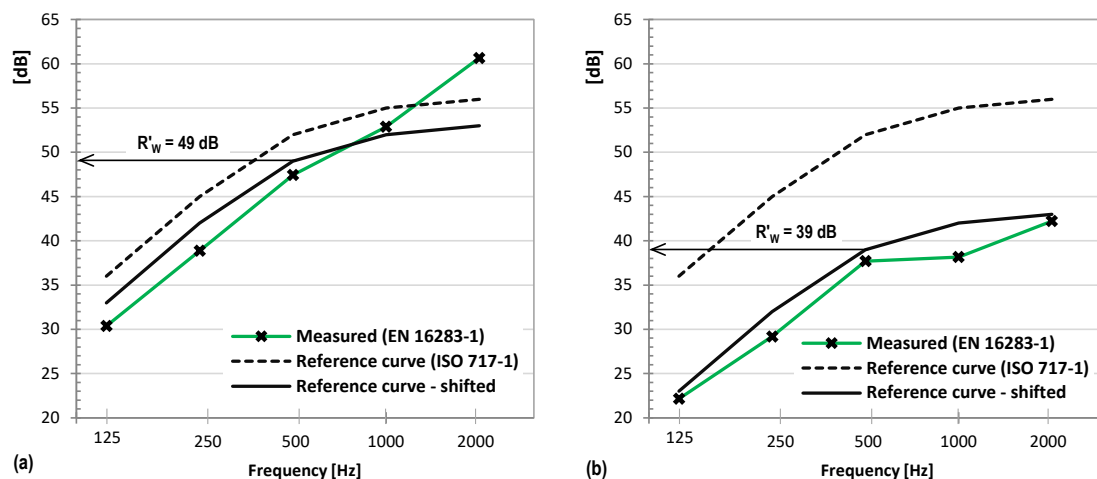 [dB]
65
60
55
50
45
40
35
30
25
20
R'W = 49 dB
Measured (EN 16283-1)
Reference curve (ISO 717-1)
Reference curve - shifted
125 250 500 1000 2000
(a)
Frequency [Hz]
[dB]
65
60
55
50
45
40
35
30
25
20
R'W = 39 dB
Measured (EN 16283-1)
Reference curve (ISO 717-1)
Reference curve - shifted
125 250 500 1000 2000
(b)
Frequency [Hz]